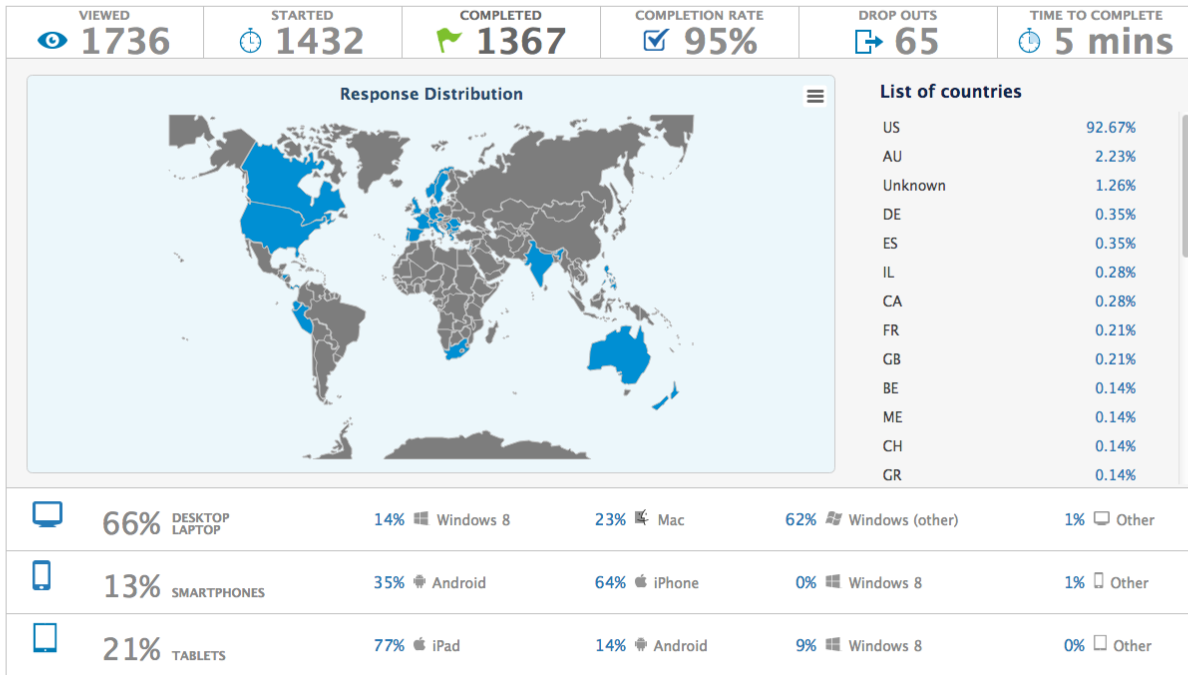 VIEWED STARTED COMPLETED COMPLETION RATE DROP OUTS TIME TO COMPLETE
1736 1432 1367 95% 65 5 mins
Response Distribution
List of countries
US 92.67%
AU 2.23%
Unknown 1.26%
DE 0.35%
ES 0.35%
IL 0.28%
CA 0.28%
FR 0.21%
GB 0.21%
BE 0.14%
ME 0.14%
CH 0.14%
GR 0.14%
66% DESKTOP LAPTOP 14% Windows 8 23% Mac 62% Windows (other) 1% Other
13% SMARTPHONES 35% Android 64% iPhone 0% Windows 8 1% Other
21% TABLETS 77% iPad 14% Android 9% Windows 8 0% Other